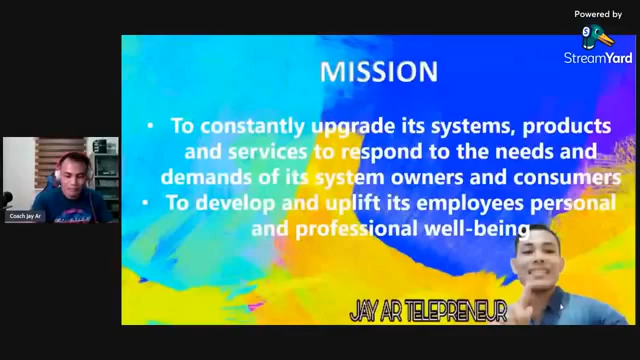 Powered by
StreamYard
MISSION
• To constantly upgrade its systems, products
and services to respond to the needs and
demands of its system owners and consumers
• To develop and uplift its employees personal
and professional well-being
Coach Jay Ar
JAY AR TELEPRENEUR